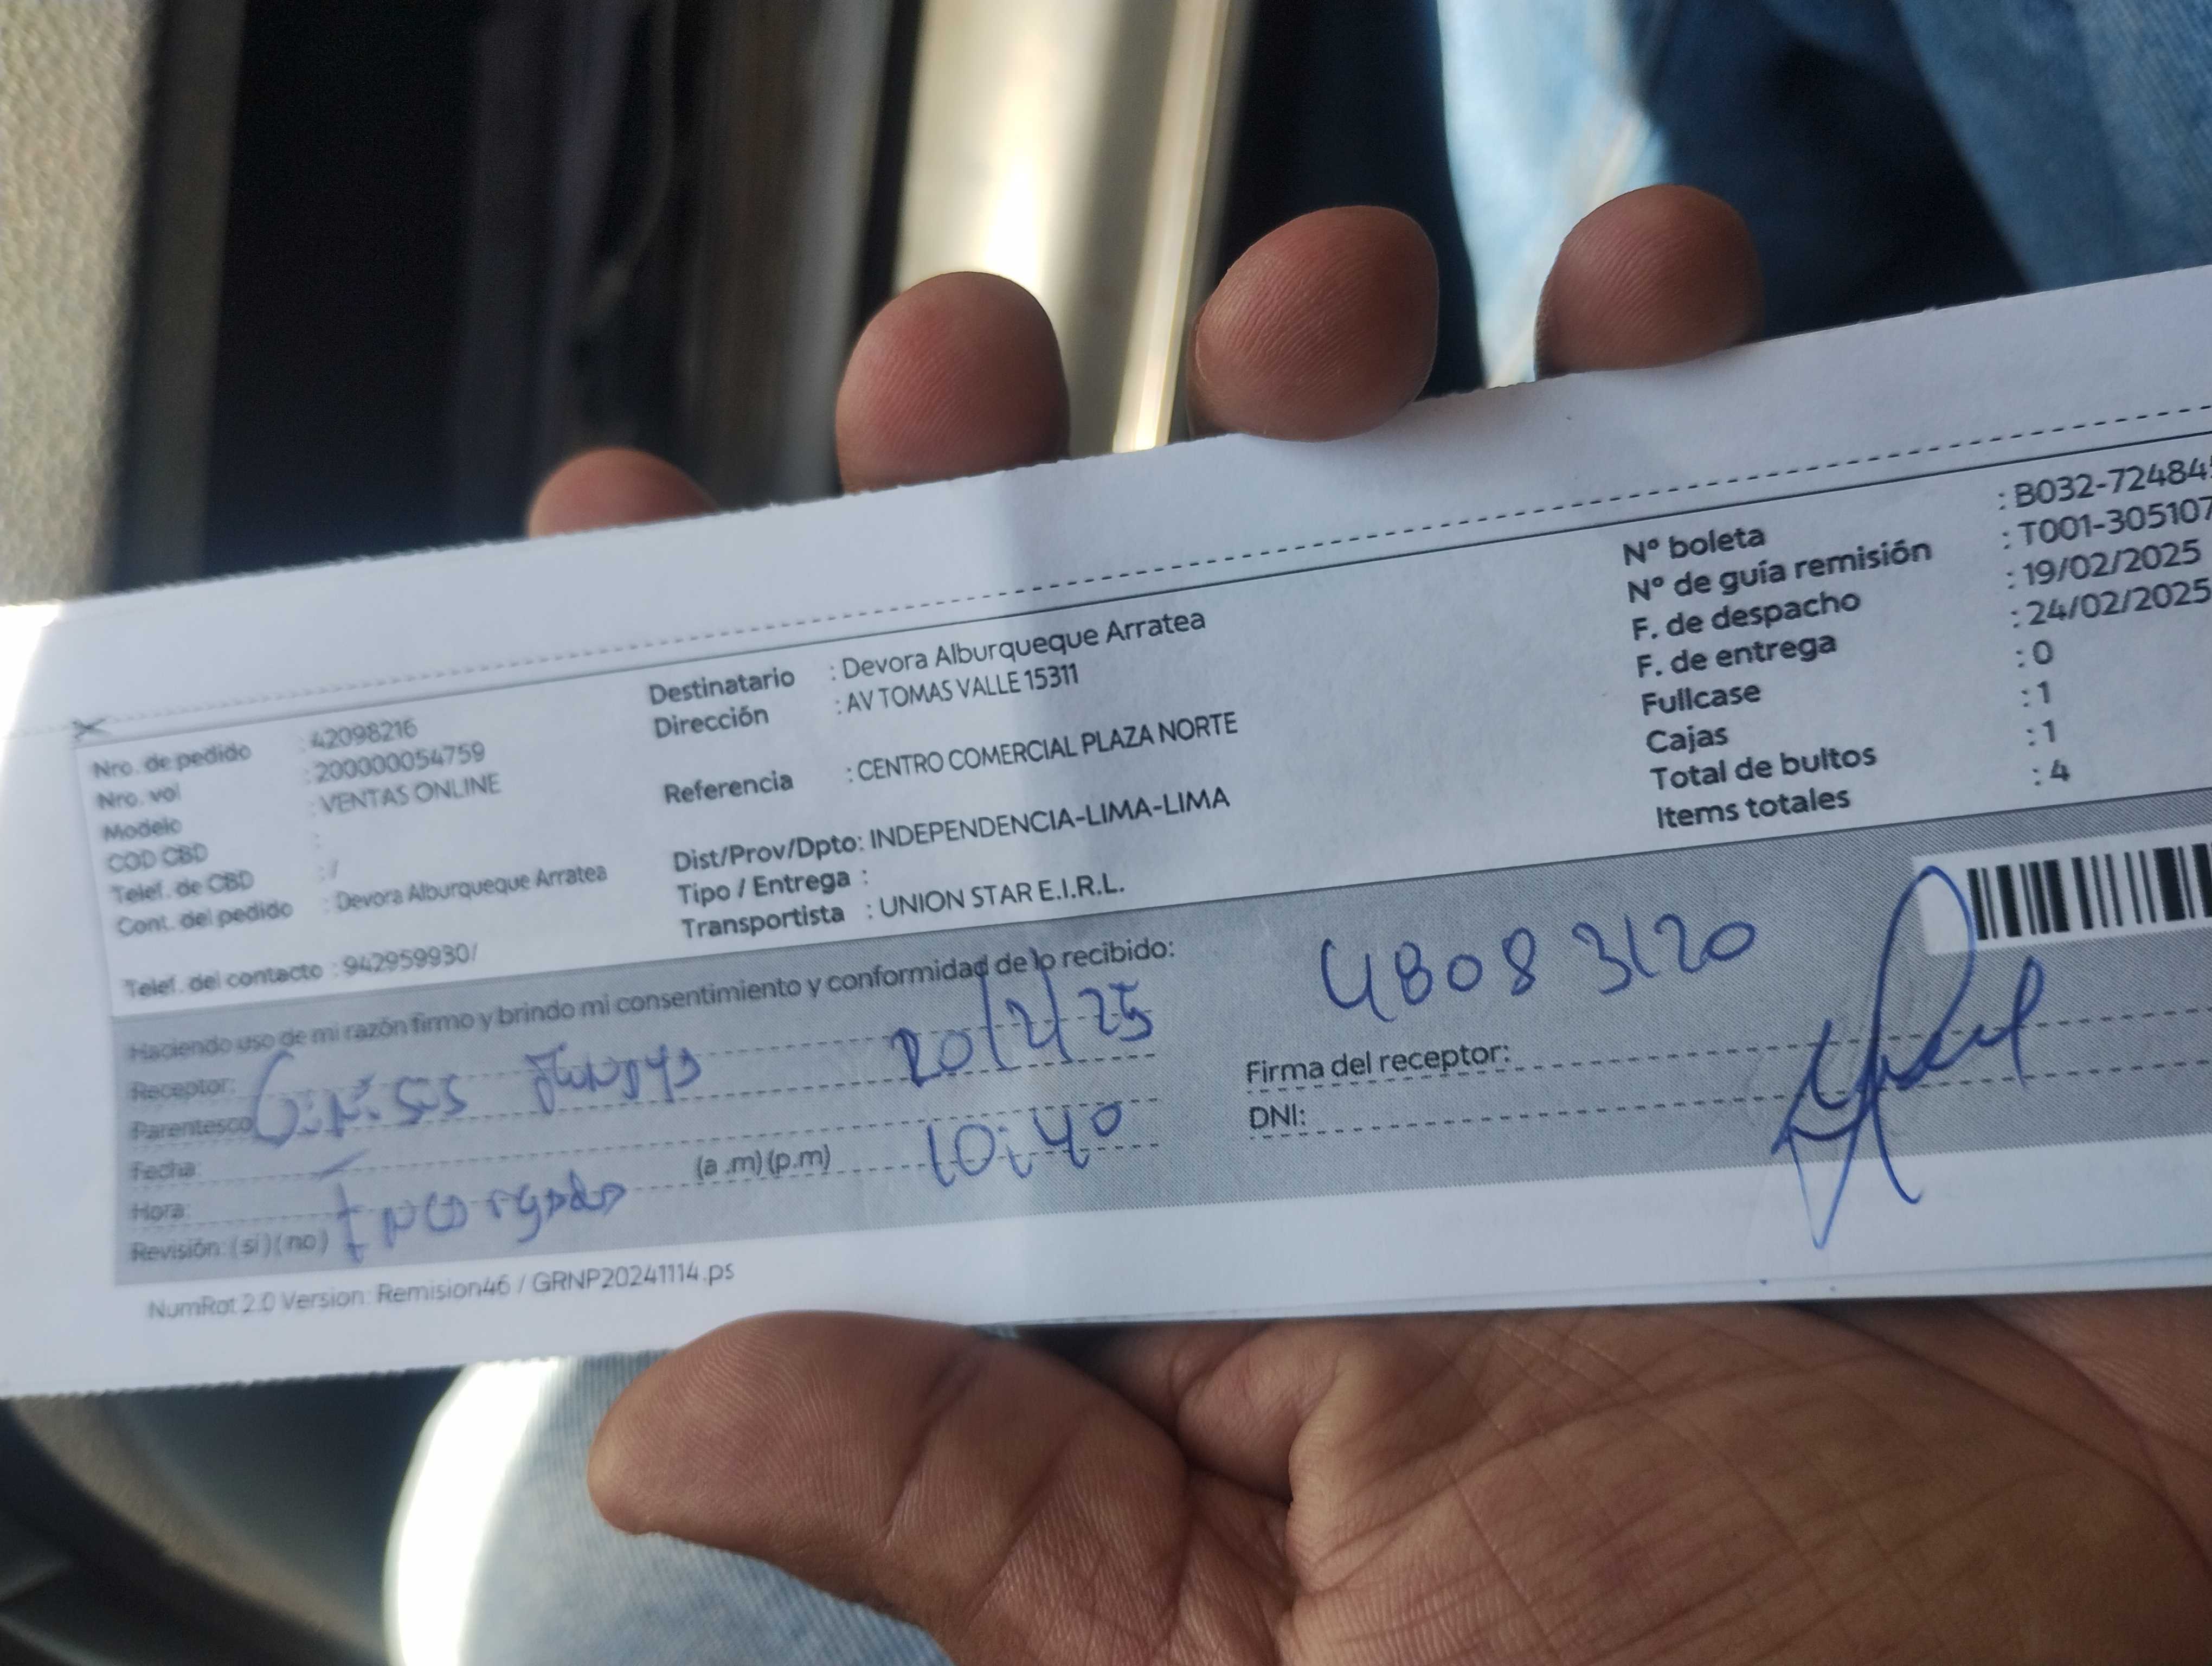 Nro. de pedido : 42098216
Nro. vol : 200000054759
Modelo : VENTAS ONLINE
COD CBD :
Telef. de CBD : /
Cont. del pedido : Devora Alburqueque Arratea
Telef. del contacto : 942959930/
Destinatario : Devora Alburqueque Arratea
Dirección : AV TOMAS VALLE 15311
Referencia : CENTRO COMERCIAL PLAZA NORTE
Dist/Prov/Dpto: INDEPENDENCIA-LIMA-LIMA
Tipo / Entrega :
Transportista : UNION STAR E.I.R.L.
N° boleta : B032-72484
N° de guía remisión : T001-305107
F. de despacho : 19/02/2025
F. de entrega : 24/02/2025
Fullcase : 0
Cajas : 1
Total de bultos : 1
Items totales : 4
Haciendo uso de mi razón firmo y brindo mi consentimiento y conformidad de lo recibido:
Receptor:
Parentesco
Fecha: 20/2/25
Hora: (a .m) (p.m) 10:40
Revisión: (si) (no) Encargado
48083120
Firma del receptor:
DNI:
NumRot 2.0 Version: Remision46 / GRNP20241114.ps